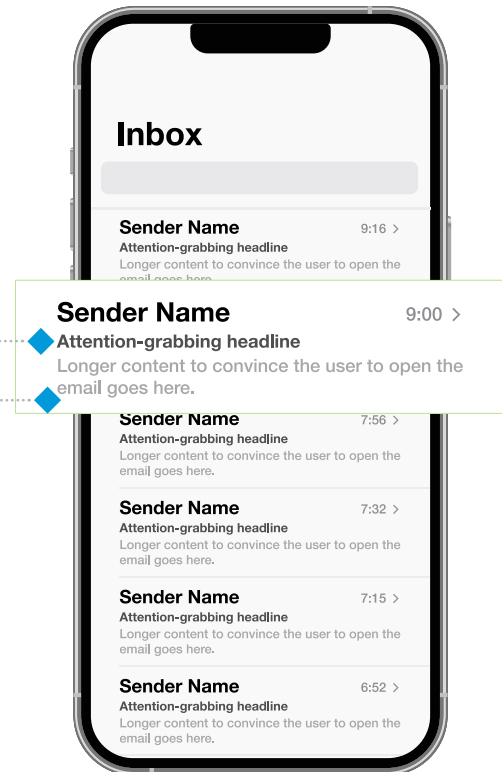 Inbox
Sender Name 9:16
Attention-grabbing headline
Longer content to convince the user to open the
email goes here.
Sender Name 9:00
Attention-grabbing headline
Longer content to convince the user to open the
email goes here.
Sender Name 7:56
Attention-grabbing headline
Longer content to convince the user to open the
email goes here.
Sender Name 7:32
Attention-grabbing headline
Longer content to convince the user to open the
email goes here.
Sender Name 7:15
Attention-grabbing headline
Longer content to convince the user to open the
email goes here.
Sender Name 6:52
Attention-grabbing headline
Longer content to convince the user to open the
email goes here.